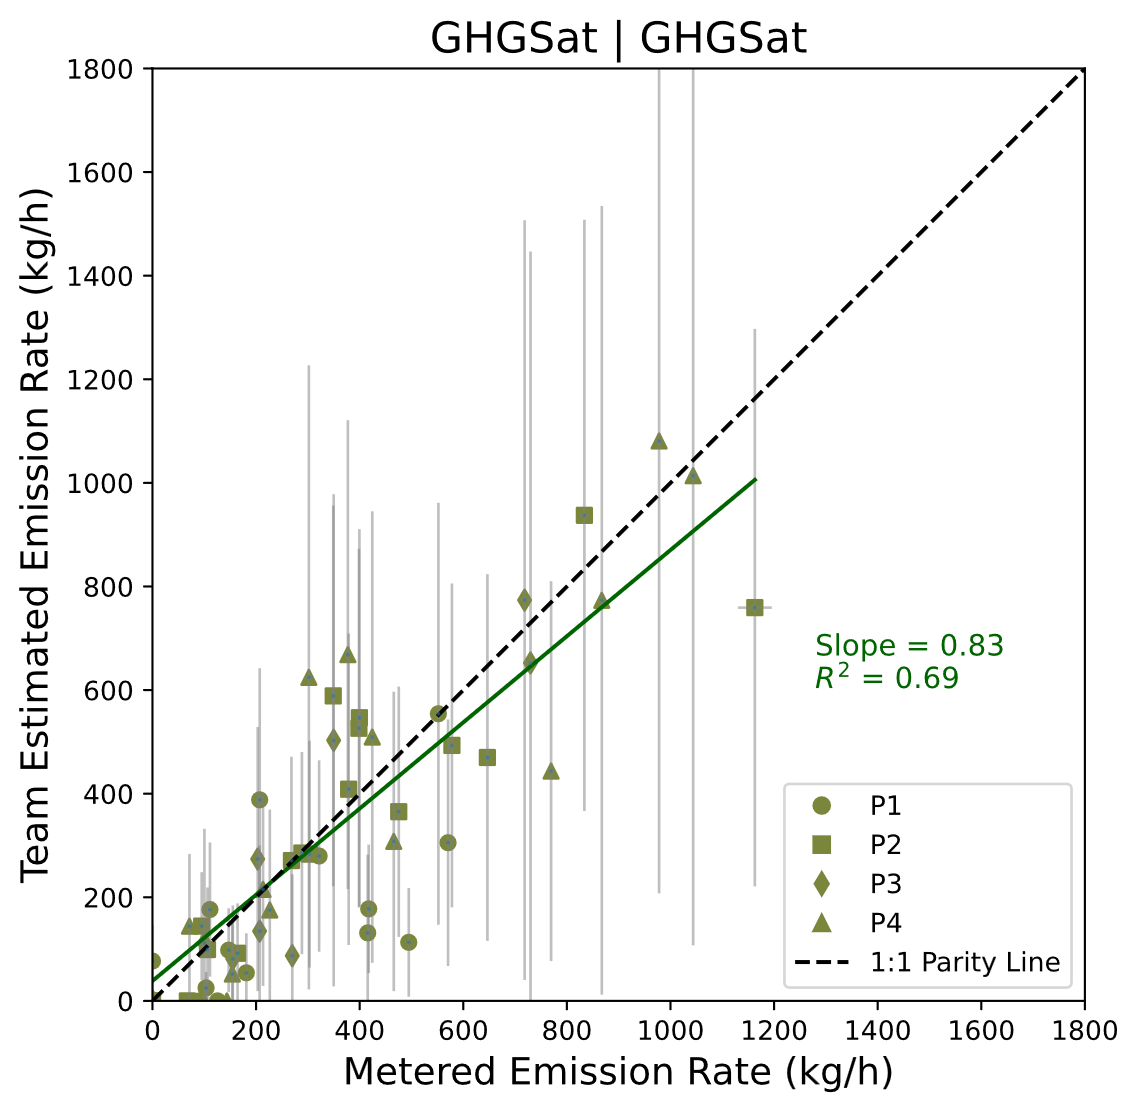 GHGSat | GHGSat
Team Estimated Emission Rate (kg/h)
1800
1600
1400
1200
1000
800
600
400
200
0
Slope = 0.83
R² = 0.69
P1
P2
P3
P4
1:1 Parity Line
0 200 400 600 800 1000 1200 1400 1600 1800
Metered Emission Rate (kg/h)